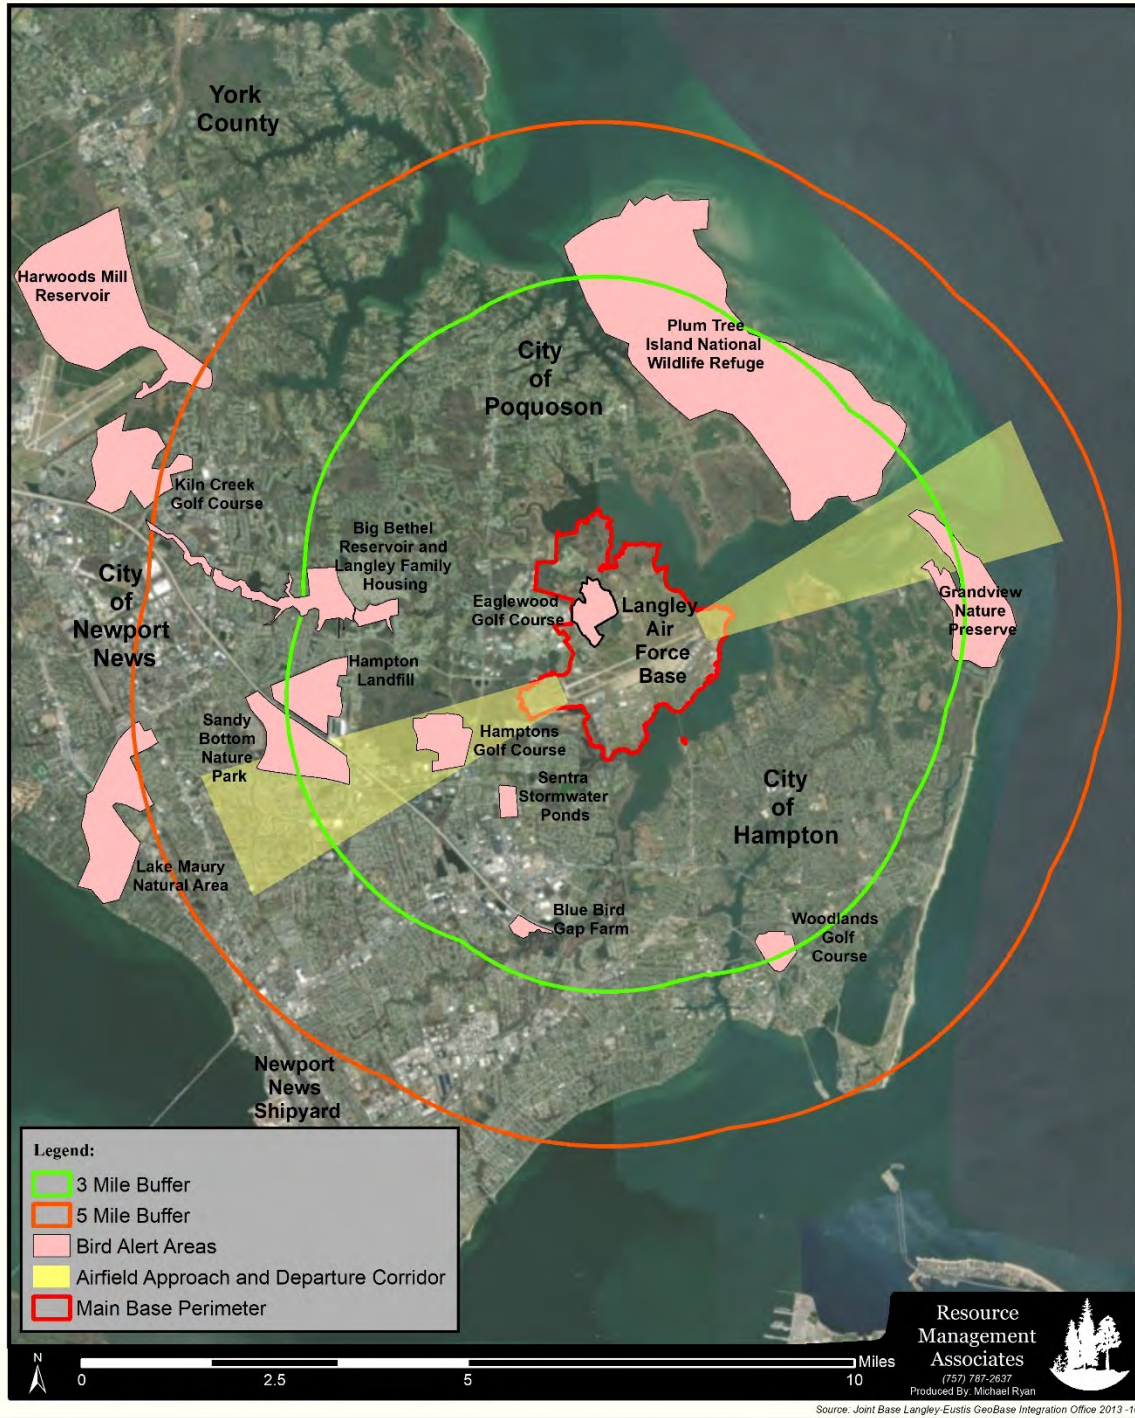 York
County
Harwoods Mill
Reservoir
Plum Tree
Island National
Wildlife Refuge
City
of
Poquoson
Kiln Creek
Golf Course
Big Bethel
Reservoir and
Langley Family
Housing
City
of
Newport
News
Eaglewood
Golf Course
Langley
Air
Force
Base
Grandview
Nature
Preserve
Hampton
Landfill
Sandy
Bottom
Nature
Park
Hamptons
Golf Course
Sentra
Stormwater
Ponds
City
of
Hampton
Lake Maury
Natural Area
Blue Bird
Gap Farm
Woodlands
Golf
Course
Newport
News
Shipyard
Legend:
3 Mile Buffer
5 Mile Buffer
Bird Alert Areas
Airfield Approach and Departure Corridor
Main Base Perimeter
N
0 2.5 5 10 Miles
Resource
Management
Associates
(757) 787-2637
Produced By: Michael Ryan
Source: Joint Base Langley-Eustis GeoBase Integration Office 2013 -10